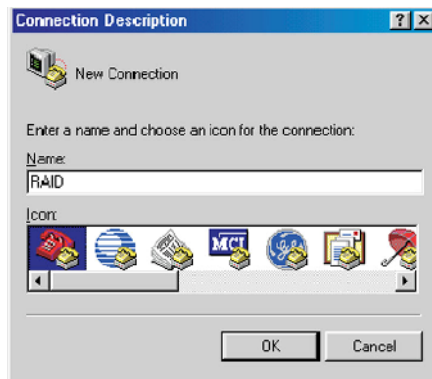 Connection Description
New Connection
Enter a name and choose an icon for the connection:
Name:
RAID
Icon:
MCI
OK
Cancel